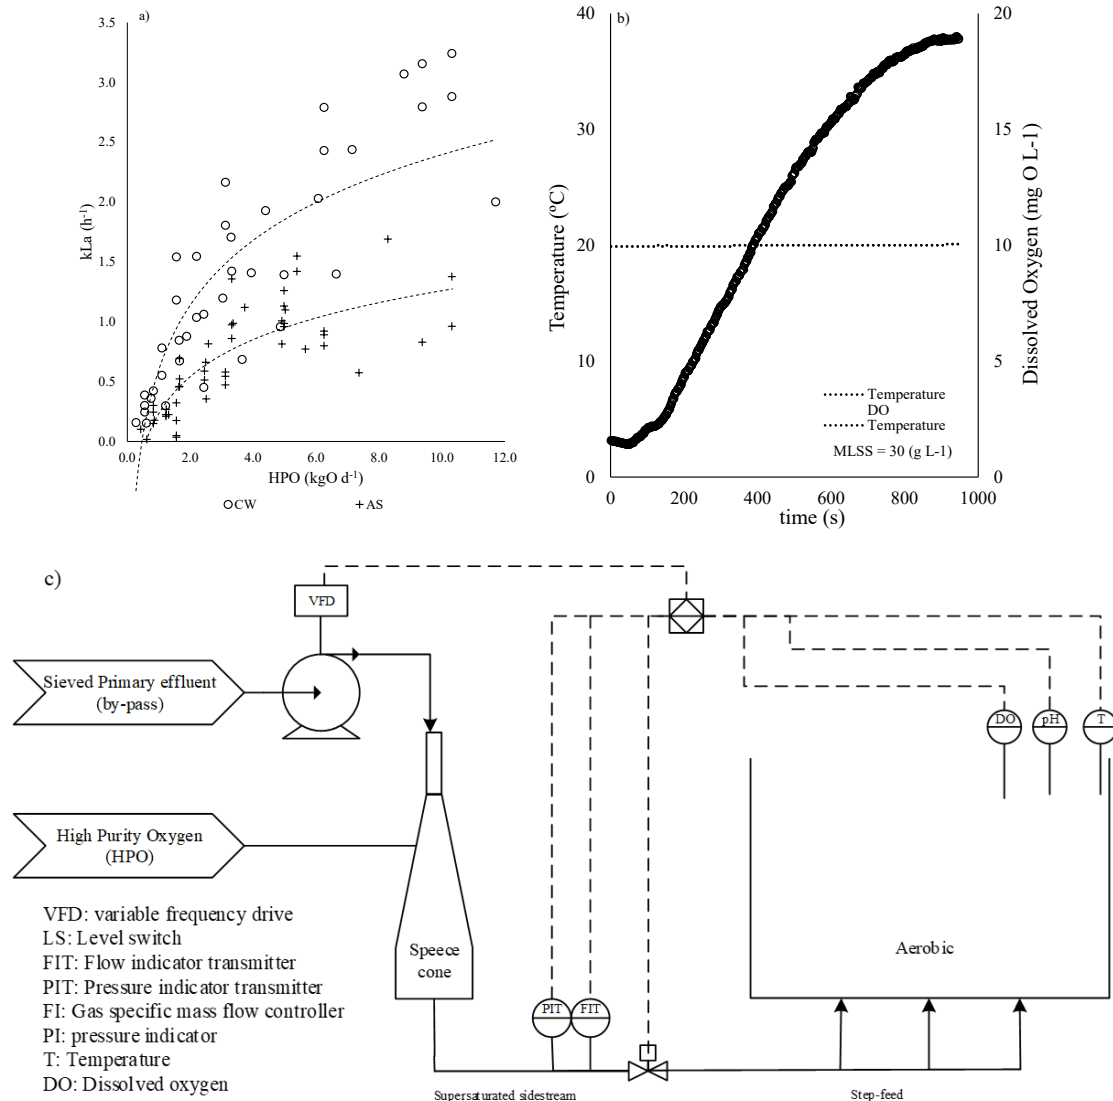 a)
3.5
3.0
2.5
2.0
1.5
1.0
0.5
0.0
kLa (h-1)
0.0 2.0 4.0 6.0 8.0 10.0 12.0
HPO (kgO d-1)
CW AS
b)
40
30
20
10
0
Temperature (ºC)
20
15
10
5
0
Dissolved Oxygen (mg O L-1)
Temperature
DO
Temperature
MLSS = 30 (g L-1)
0 200 400 600 800 1000
time (s)
c)
VFD
Sieved Primary effluent
(by-pass)
DO pH T
High Purity Oxygen
(HPO)
Speece
cone
Aerobic
PIT FIT
VFD: variable frequency drive
LS: Level switch
FIT: Flow indicator transmitter
PIT: Pressure indicator transmitter
FI: Gas specific mass flow controller
PI: pressure indicator
T: Temperature
DO: Dissolved oxygen
Supersaturated sidestream
Step-feed